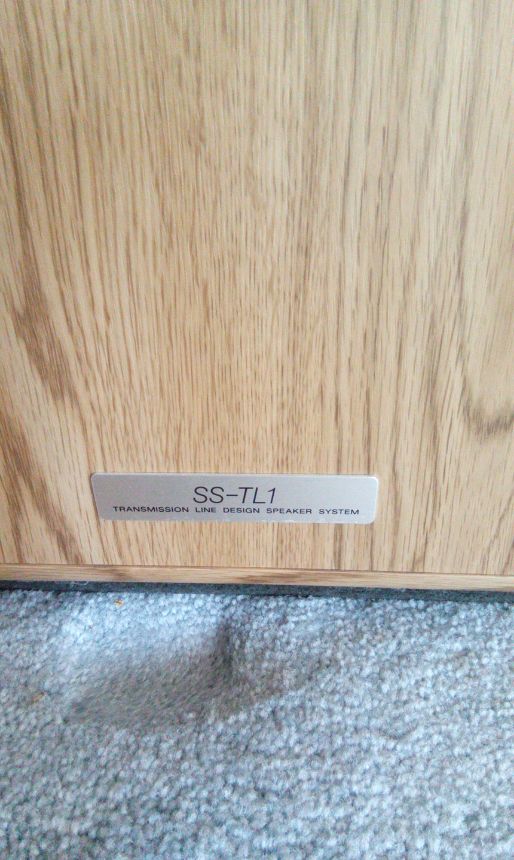 SS-TL1
TRANSMISSION LINE DESIGN SPEAKER SYSTEM